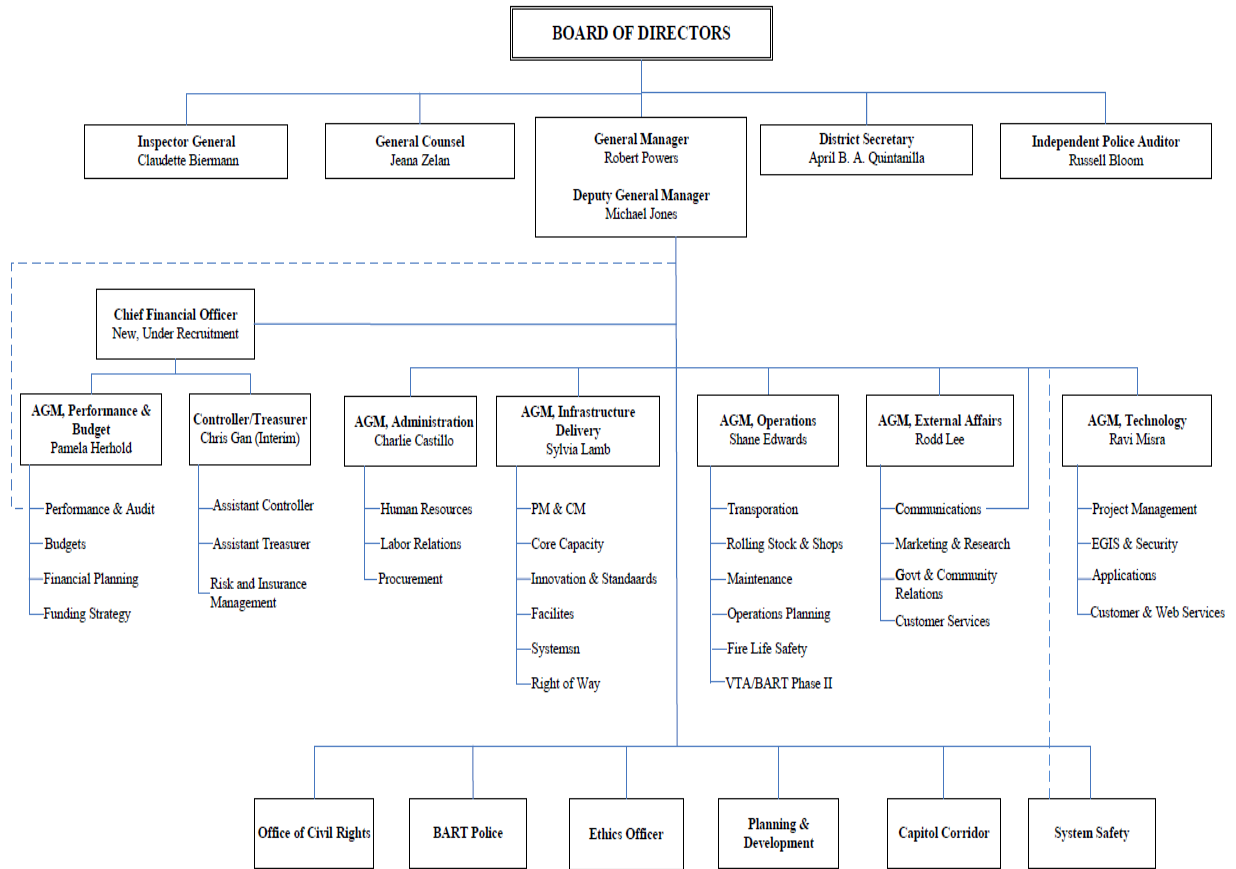 BOARD OF DIRECTORS
Inspector General
Claudette Biermann
General Counsel
Jeana Zelan
General Manager
Robert Powers
Deputy General Manager
Michael Jones
District Secretary
April B. A. Quintanilla
Independent Police Auditor
Russell Bloom
Chief Financial Officer
New, Under Recruitment
AGM, Performance &
Budget
Pamela Herhold
Controller/Treasurer
Chris Gan (Interim)
AGM, Administration
Charlie Castillo
AGM, Infrastructure
Delivery
Sylvia Lamb
AGM, Operations
Shane Edwards
AGM, External Affairs
Rodd Lee
AGM, Technology
Ravi Misra
Performance & Audit
Budgets
Financial Planning
Funding Strategy
Assistant Controller
Assistant Treasurer
Risk and Insurance
Management
Human Resources
Labor Relations
Procurement
PM & CM
Core Capacity
Innovation & Standaards
Facilites
Systemsn
Right of Way
Transporation
Rolling Stock & Shops
Maintenance
Operations Planning
Fire Life Safety
VTA/BART Phase II
Communications
Marketing & Research
Govt & Community
Relations
Customer Services
Project Management
EGIS & Security
Applications
Customer & Web Services
Office of Civil Rights
BART Police
Ethics Officer
Planning &
Development
Capitol Corridor
System Safety